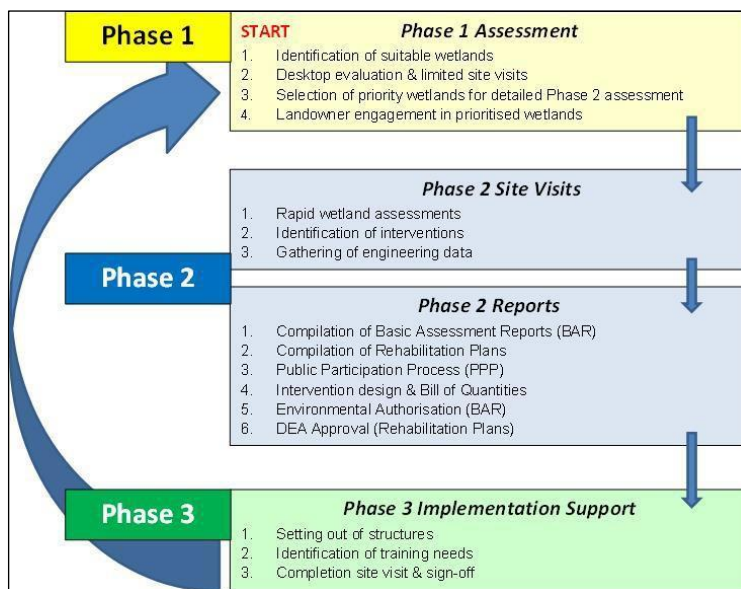 Phase 1
START
Phase 1 Assessment
1. Identification of suitable wetlands
2. Desktop evaluation & limited site visits
3. Selection of priority wetlands for detailed Phase 2 assessment
4. Landowner engagement in prioritised wetlands
Phase 2 Site Visits
1. Rapid wetland assessments
2. Identification of interventions
3. Gathering of engineering data
Phase 2
Phase 2 Reports
1. Compilation of Basic Assessment Reports (BAR)
2. Compilation of Rehabilitation Plans
3. Public Participation Process (PPP)
4. Intervention design & Bill of Quantities
5. Environmental Authorisation (BAR)
6. DEA Approval (Rehabilitation Plans)
Phase 3
Phase 3 Implementation Support
1. Setting out of structures
2. Identification of training needs
3. Completion site visit & sign-off